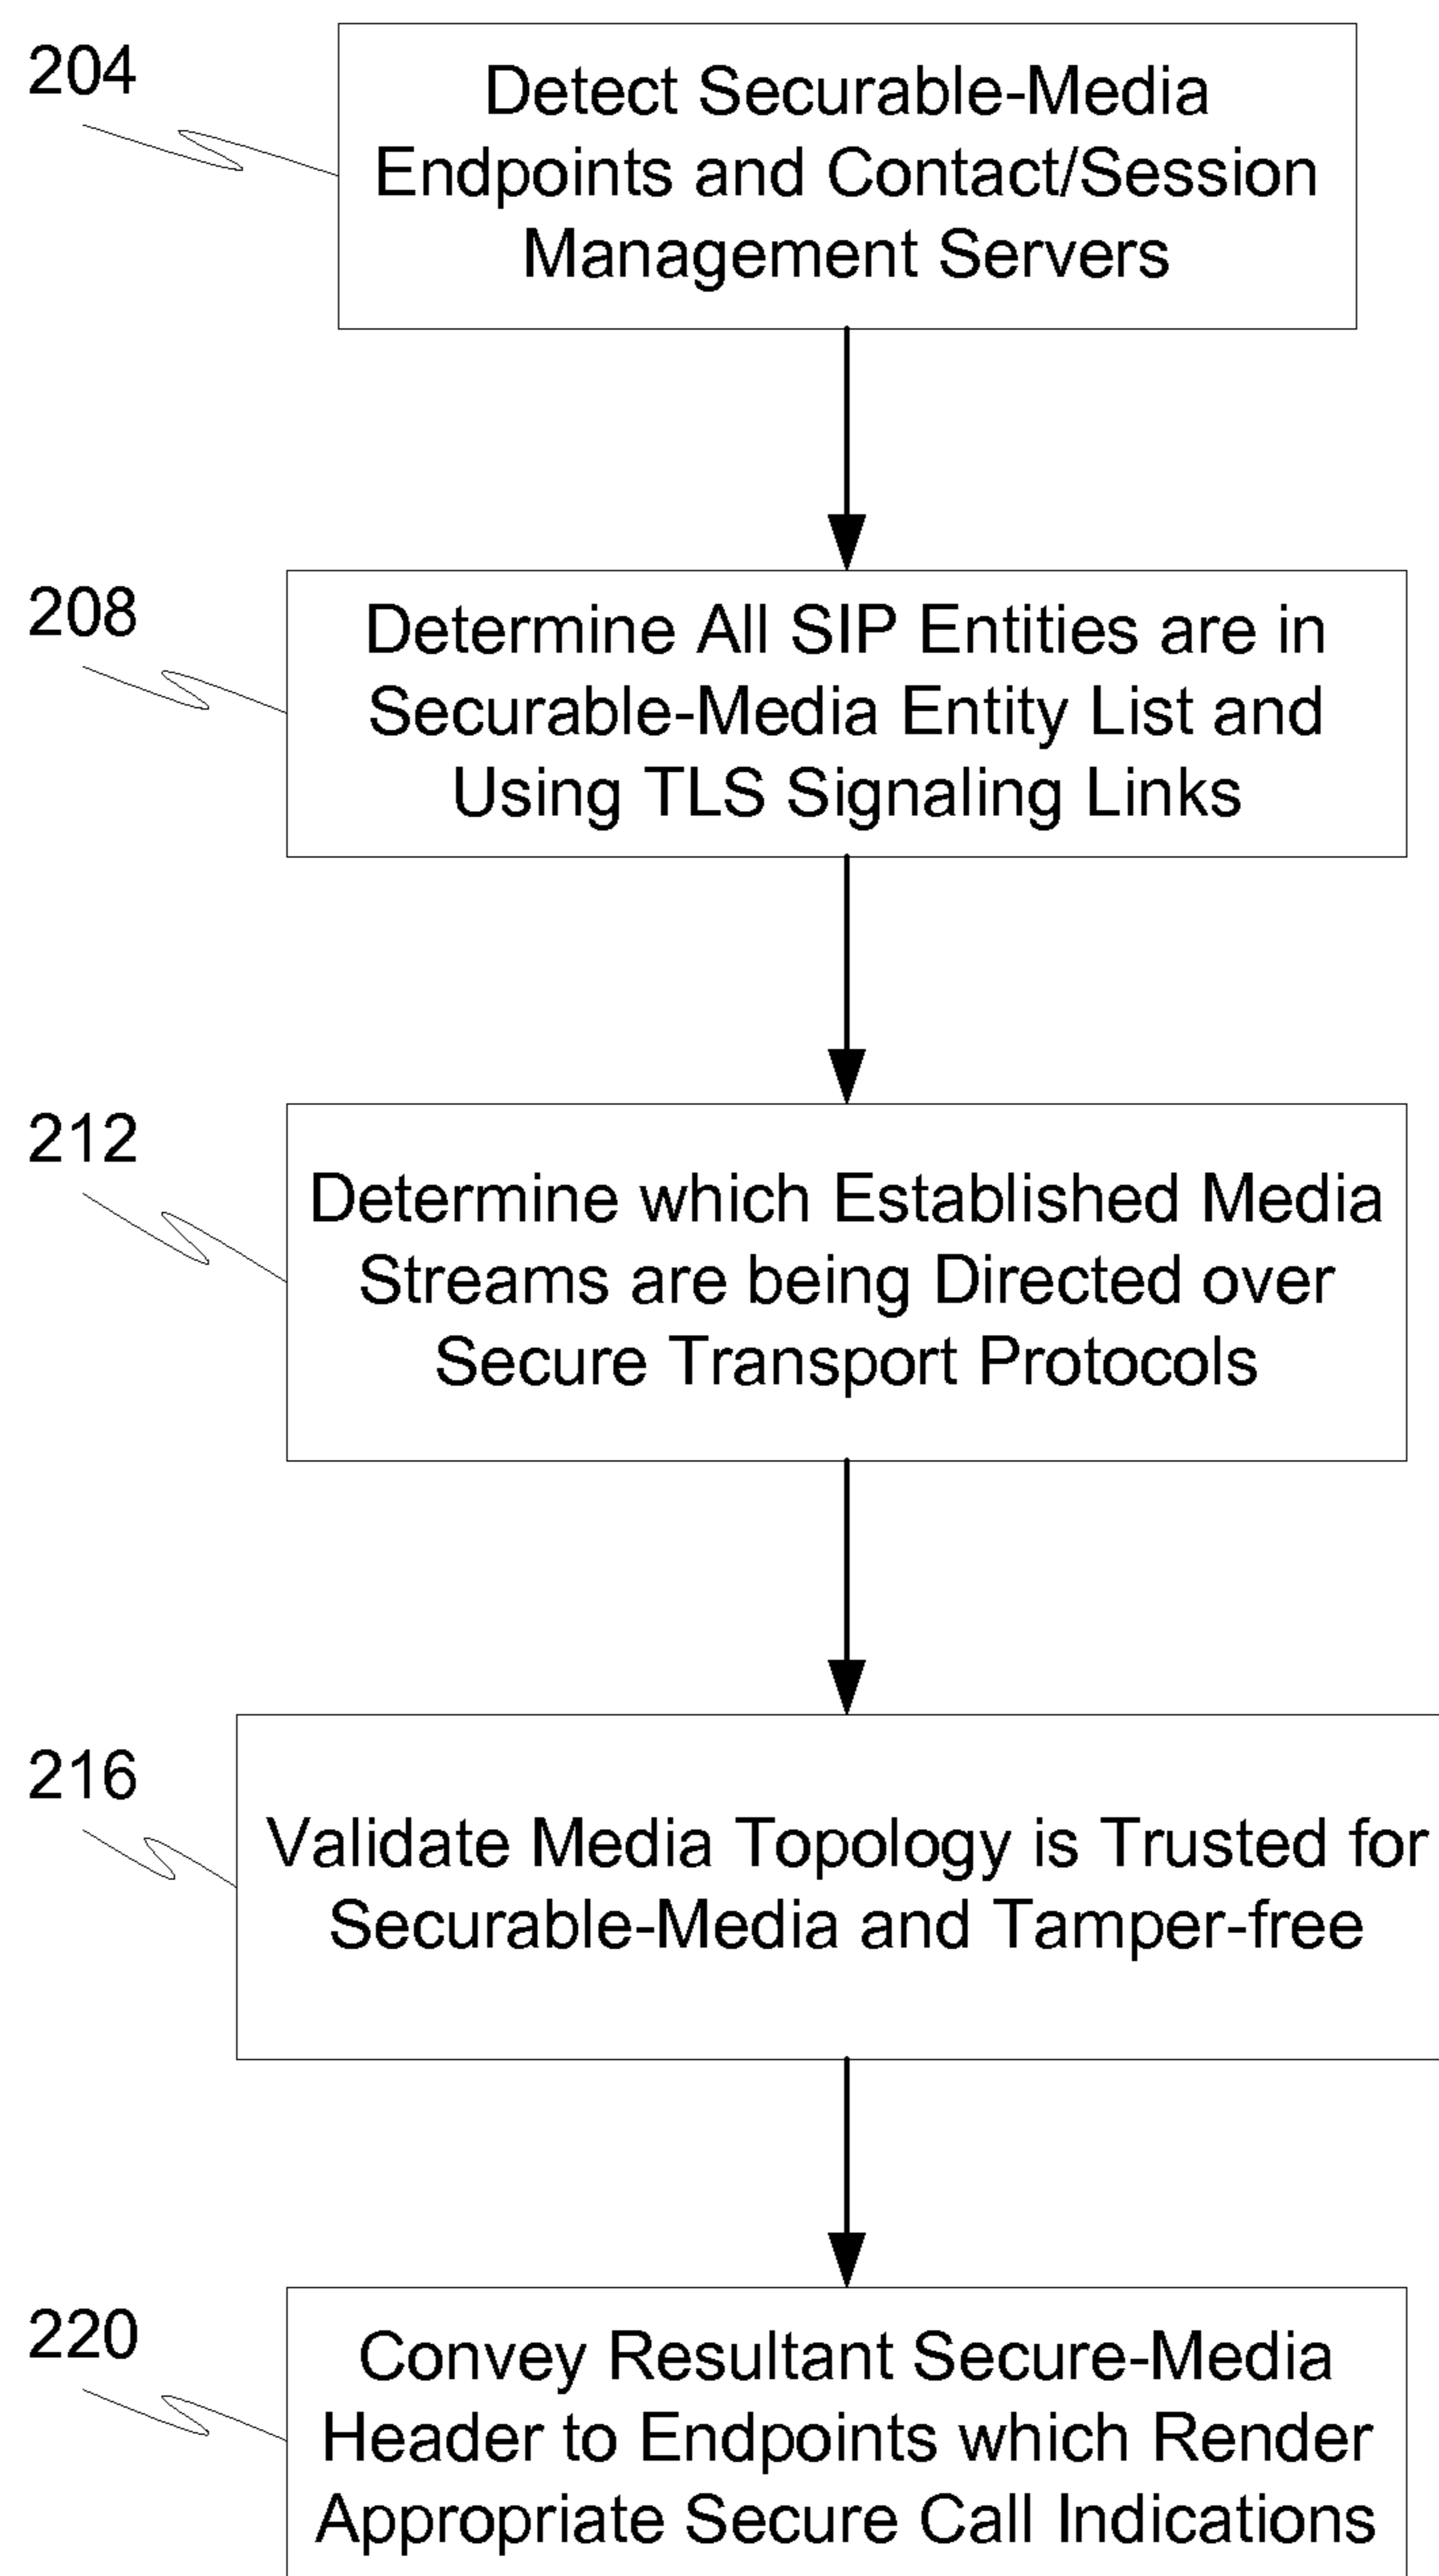 204
Detect Securable-Media
Endpoints and Contact/Session
Management Servers
208
Determine All SIP Entities are in
Securable-Media Entity List and
Using TLS Signaling Links
212
Determine which Established Media
Streams are being Directed over
Secure Transport Protocols
216
Validate Media Topology is Trusted for
Securable-Media and Tamper-free
220
Convey Resultant Secure-Media
Header to Endpoints which Render
Appropriate Secure Call Indications